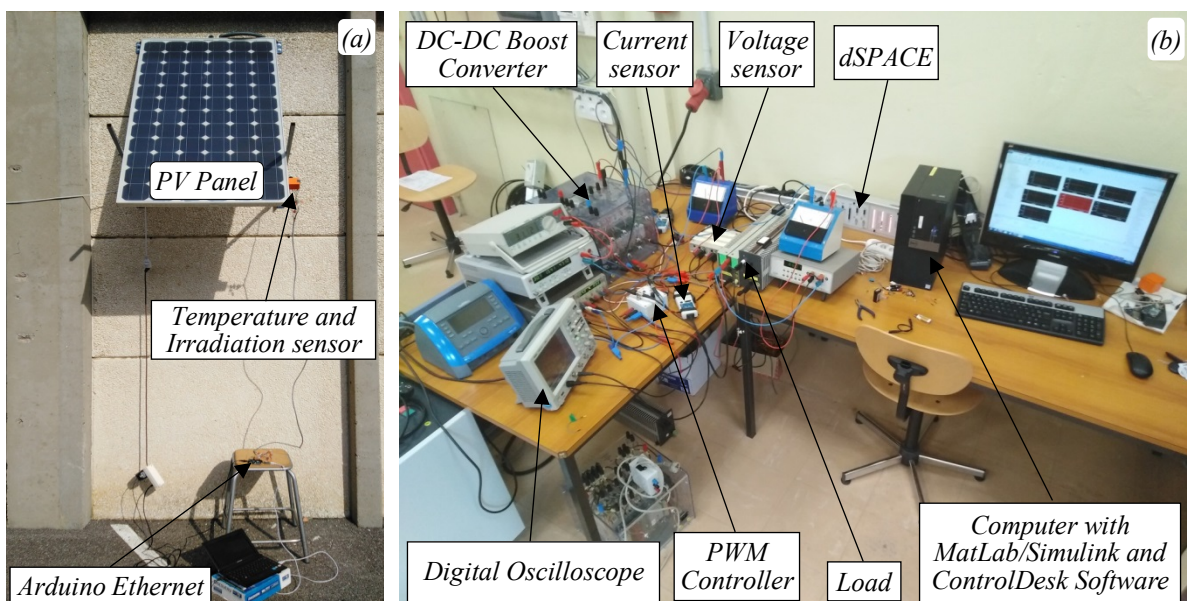 (a)
PV Panel
Temperature and
Irradiation sensor
Arduino Ethernet
(b)
DC-DC Boost
Converter
Current
sensor
Voltage
sensor
dSPACE
Digital Oscilloscope
PWM
Controller
Load
Computer with
MatLab/Simulink and
ControlDesk Software